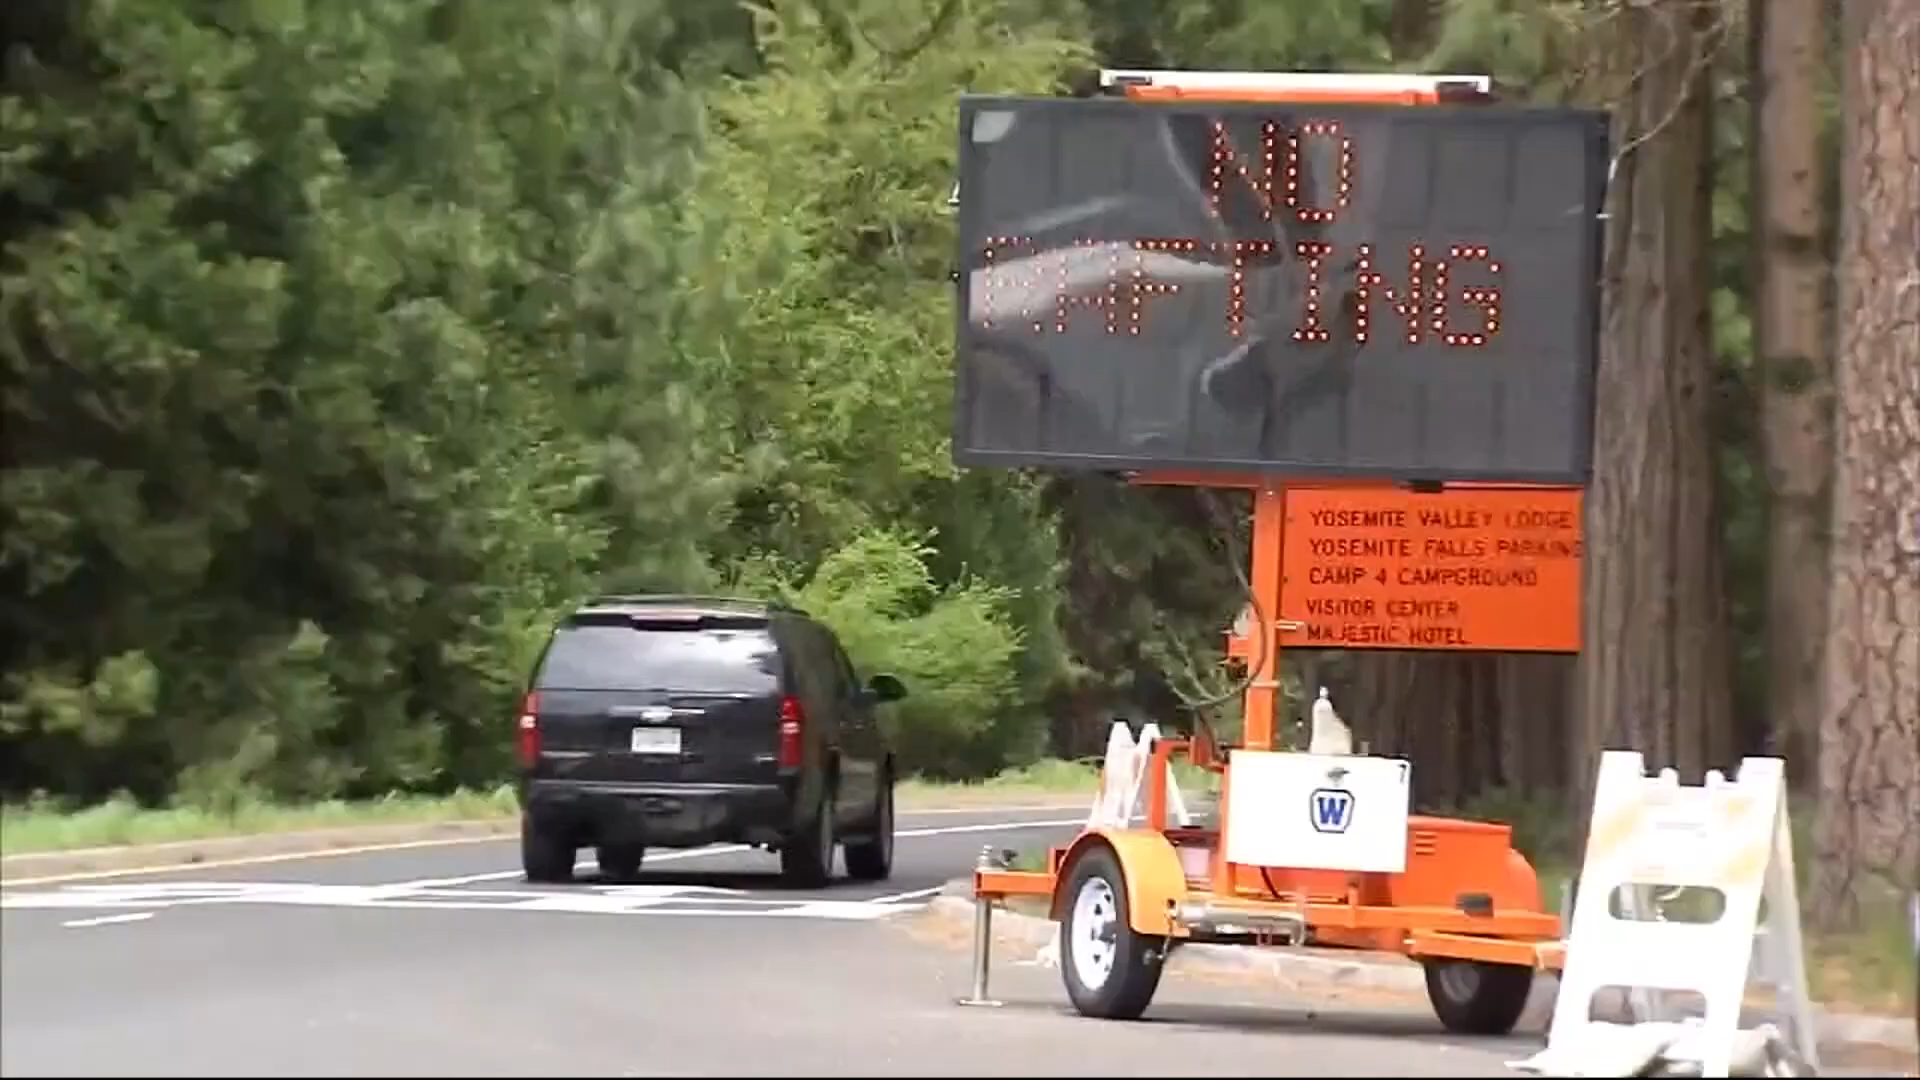 NO
RAFTING
YOSEMITE VALLEY LODGE
YOSEMITE FALLS PARKING
CAMP 4 CAMPGROUND
VISITOR CENTER
MAJESTIC HOTEL
W